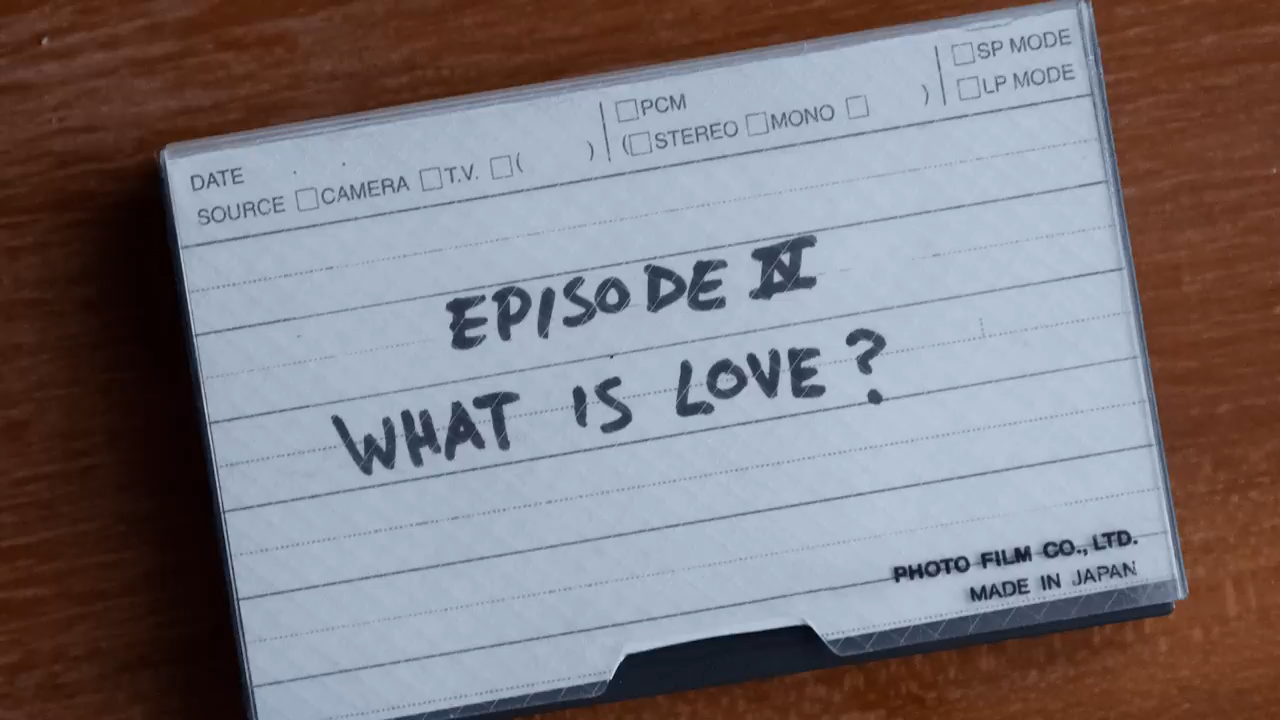 DATE
SOURCE □CAMERA □T.V. □( )
□PCM
(□STEREO □MONO □ )
□SP MODE
□LP MODE
EPISODE IV
WHAT IS LOVE?
PHOTO FILM CO., LTD.
MADE IN JAPAN